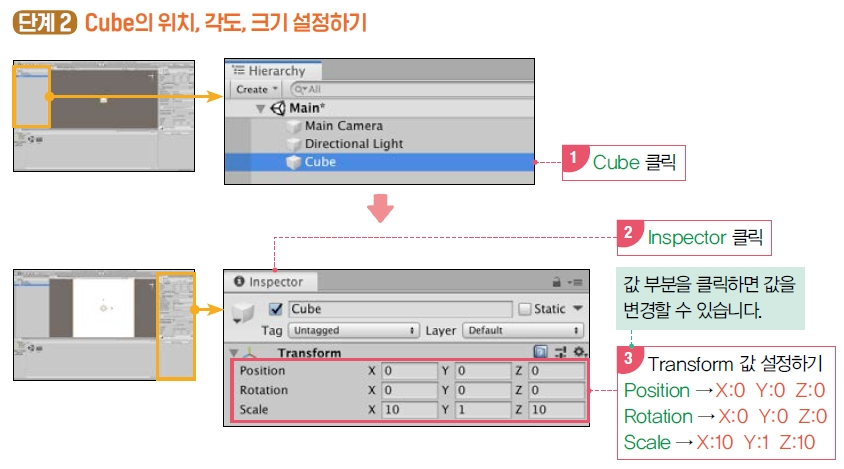 단계 2 Cube의 위치, 각도, 크기 설정하기
Hierarchy
Create All
Main*
Main Camera
Directional Light
Cube
1 Cube 클릭
2 Inspector 클릭
Inspector
Cube Static
Tag Untagged Layer Default
Transform
Position X 0 Y 0 Z 0
Rotation X 0 Y 0 Z 0
Scale X 10 Y 1 Z 10
값 부분을 클릭하면 값을
변경할 수 있습니다.
3 Transform 값 설정하기
Position → X:0 Y:0 Z:0
Rotation → X:0 Y:0 Z:0
Scale → X:10 Y:1 Z:10